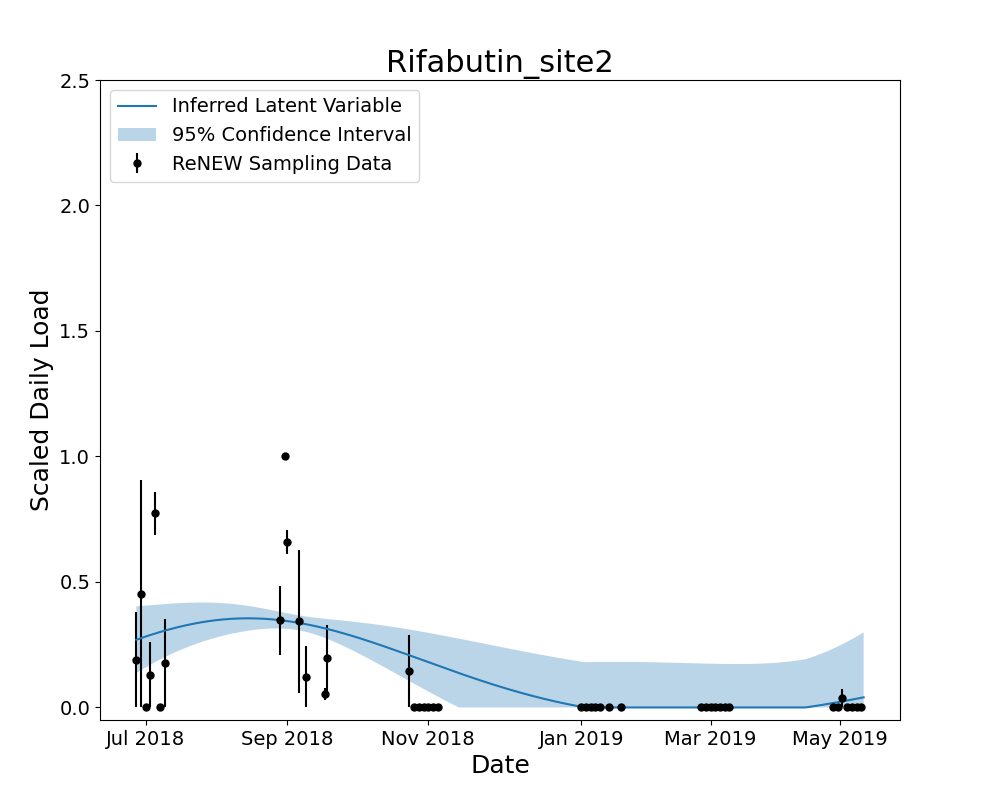 Rifabutin_site2
2.5
Inferred Latent Variable
95% Confidence Interval
ReNEW Sampling Data
2.0
1.5
1.0
0.5
0.0
Scaled Daily Load
Jul 2018 Sep 2018 Nov 2018 Jan 2019 Mar 2019 May 2019
Date